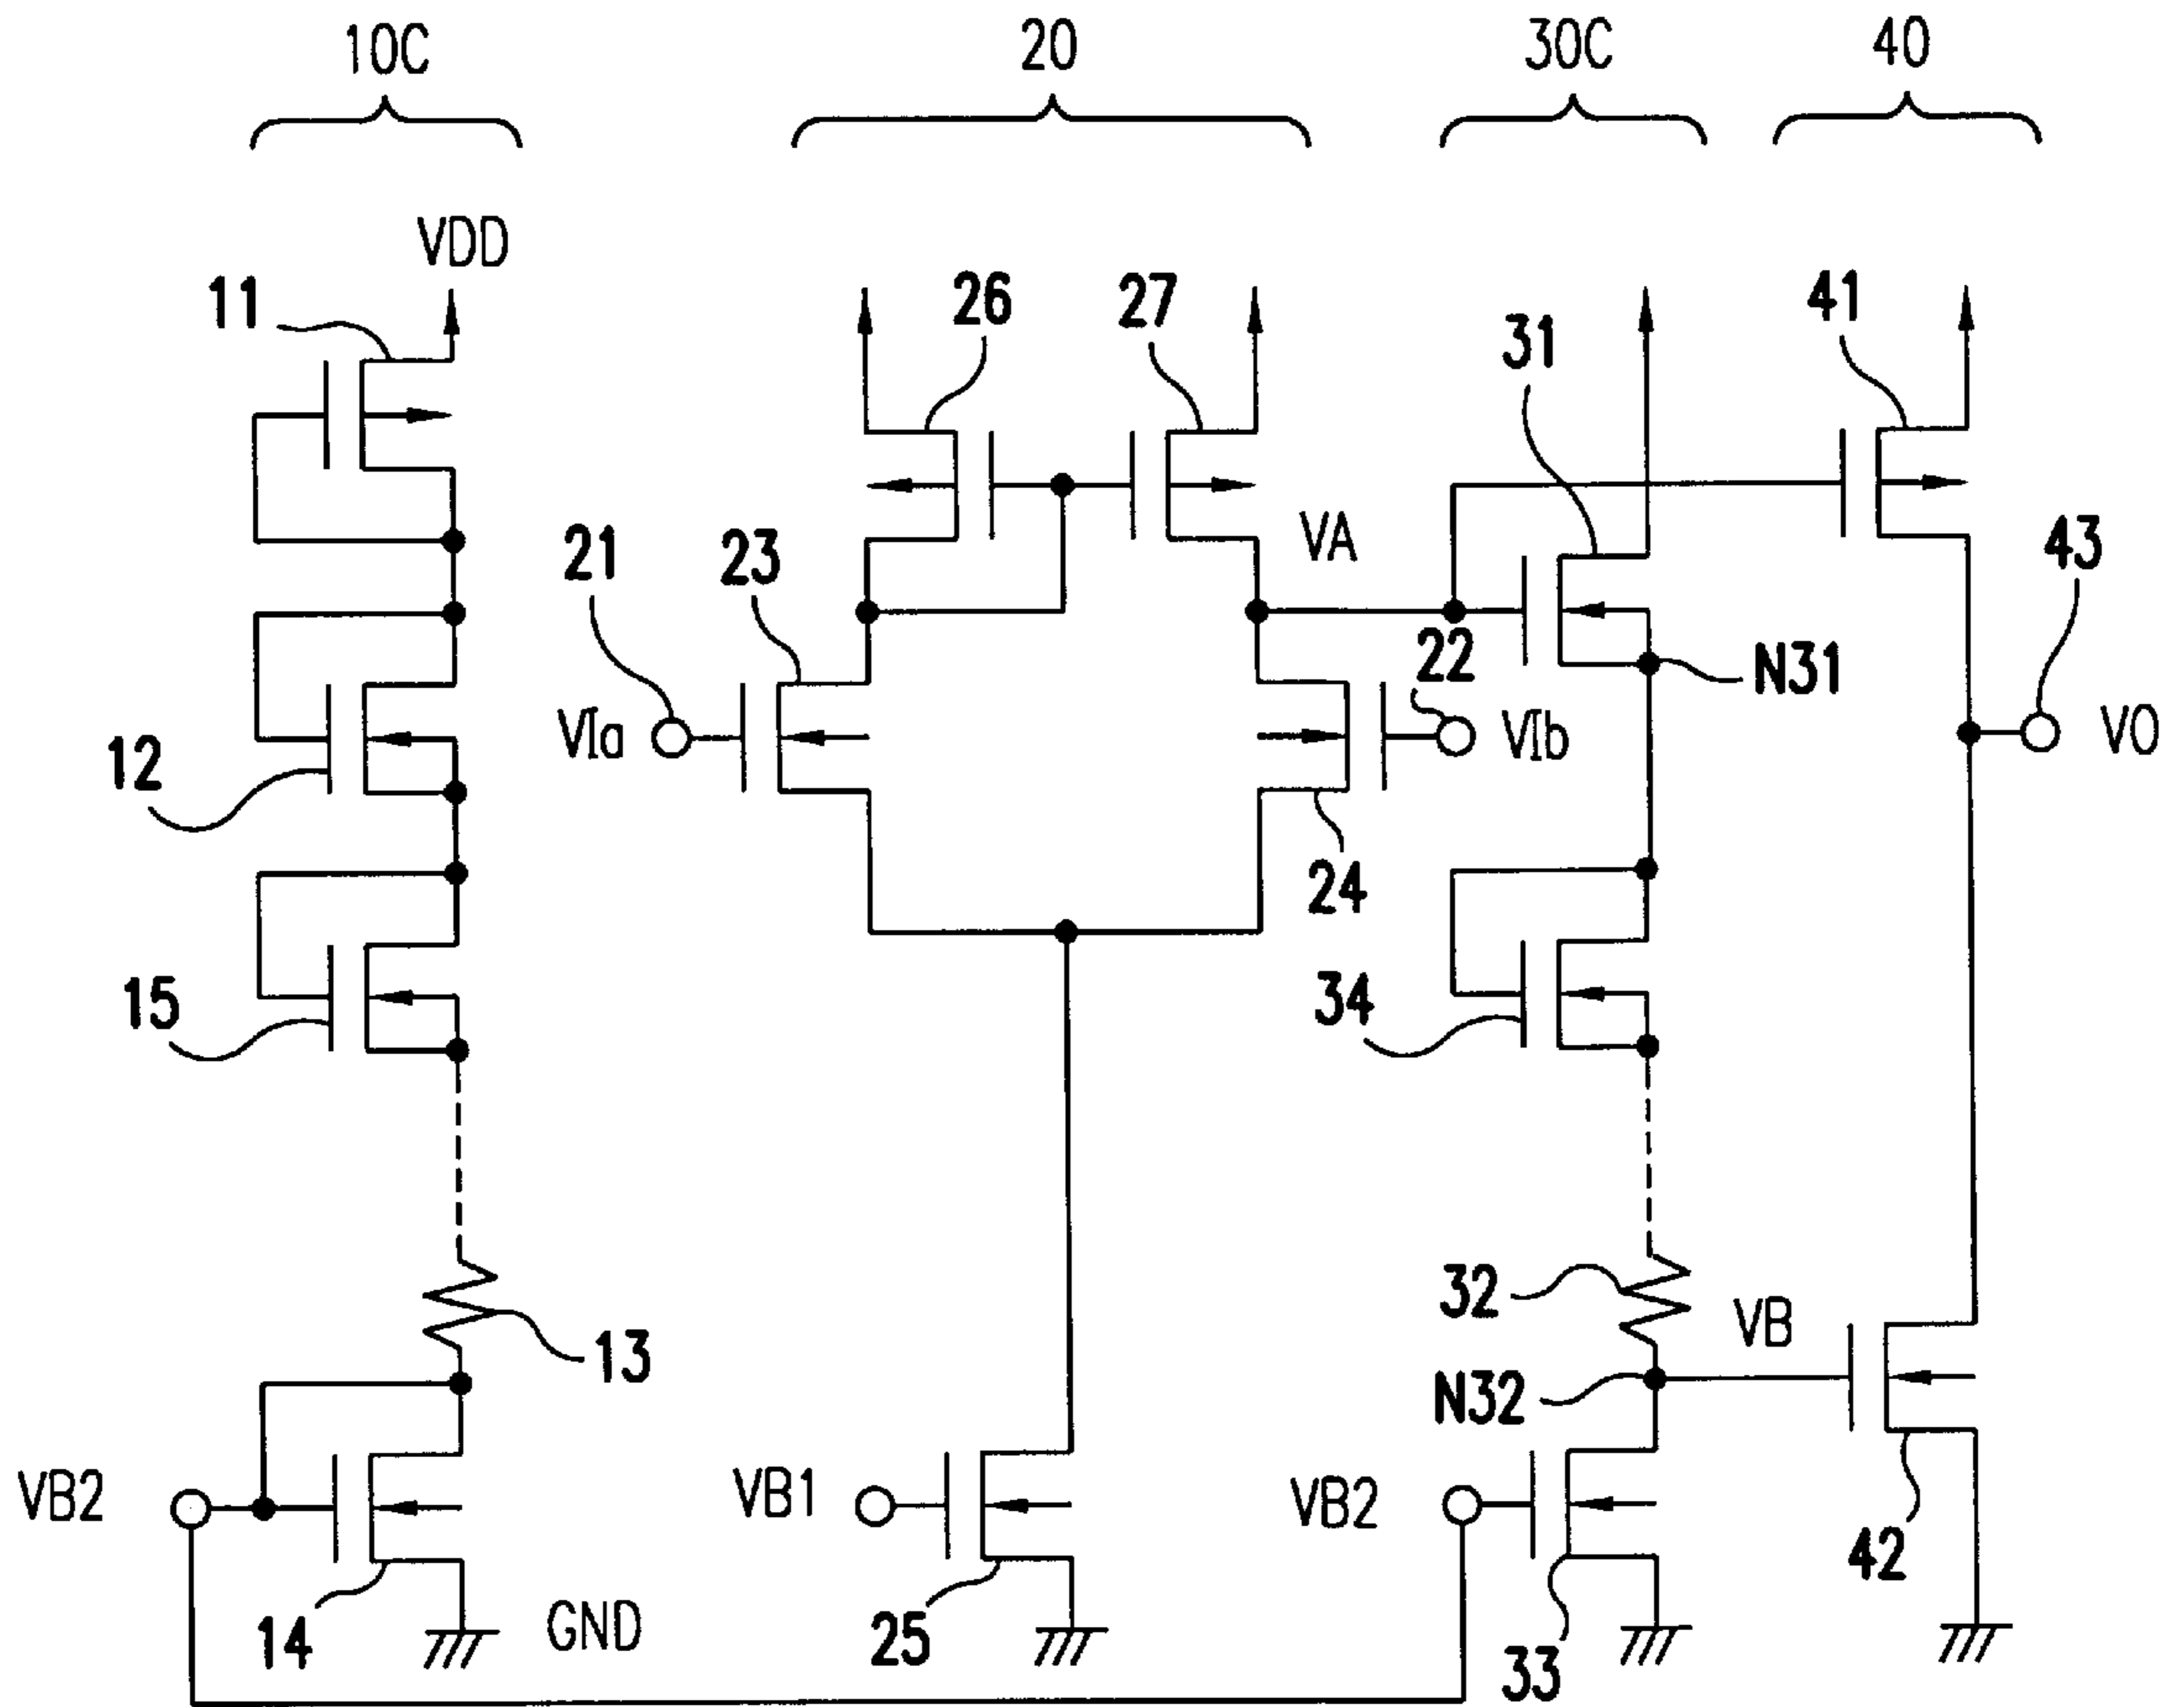 10C 20 30C 40
VDD
11 26 27 31 41
21 23 VA 43
22 N31
VIa VIb VO
12
24
15 34
32 VB
13
N32
VB2 VB1 VB2
42
14 GND 25 33